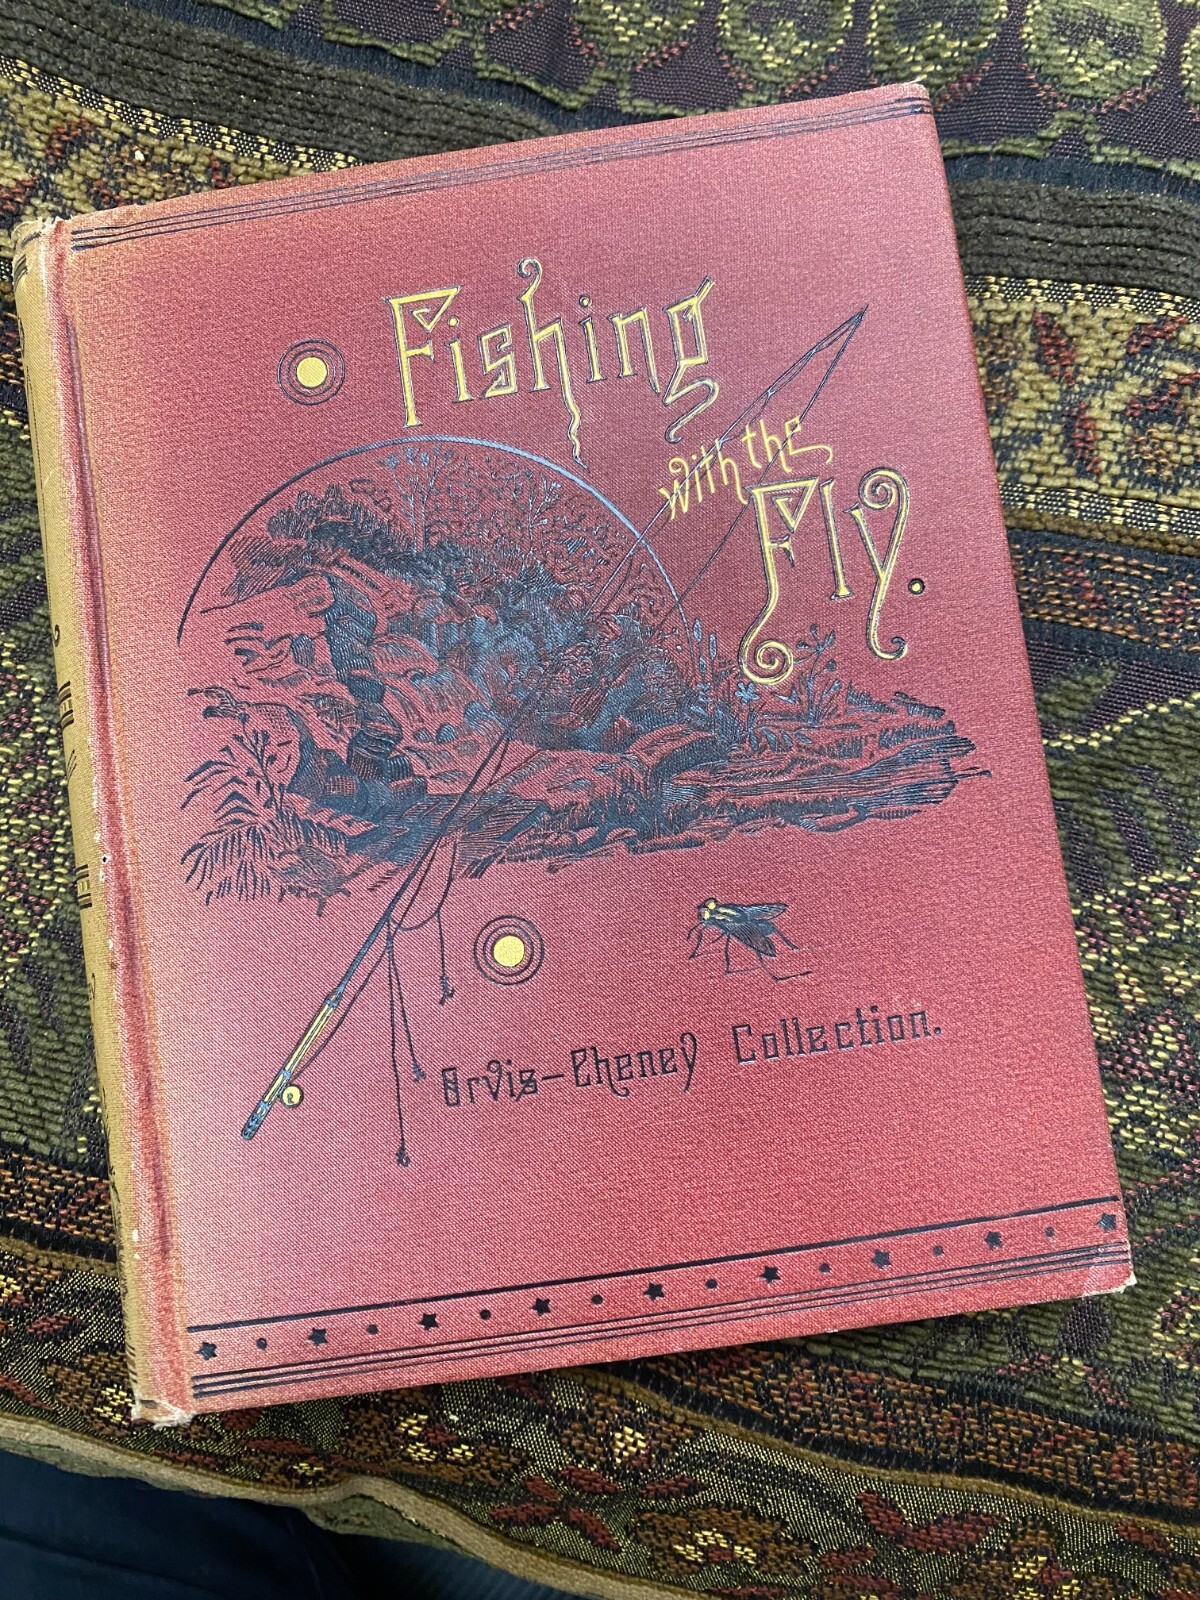 Fishing
with the
Fly.
Orvis-Cheney Collection.